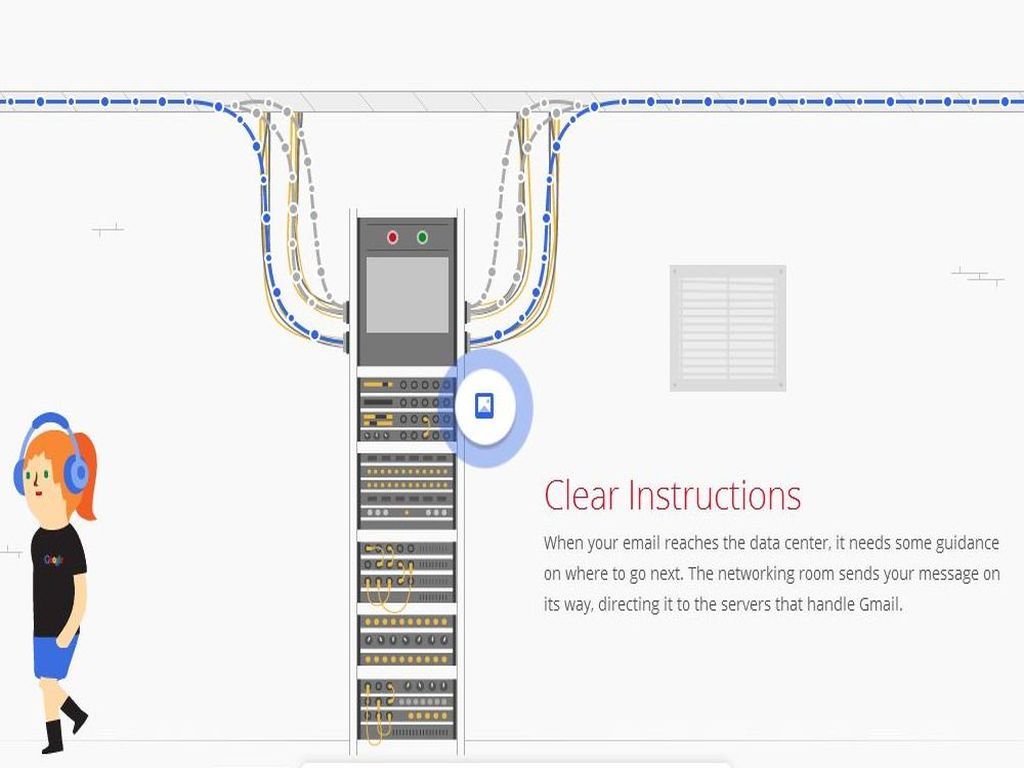 Google
Clear Instructions
When your email reaches the data center, it needs some guidance
on where to go next. The networking room sends your message on
its way, directing it to the servers that handle Gmail.